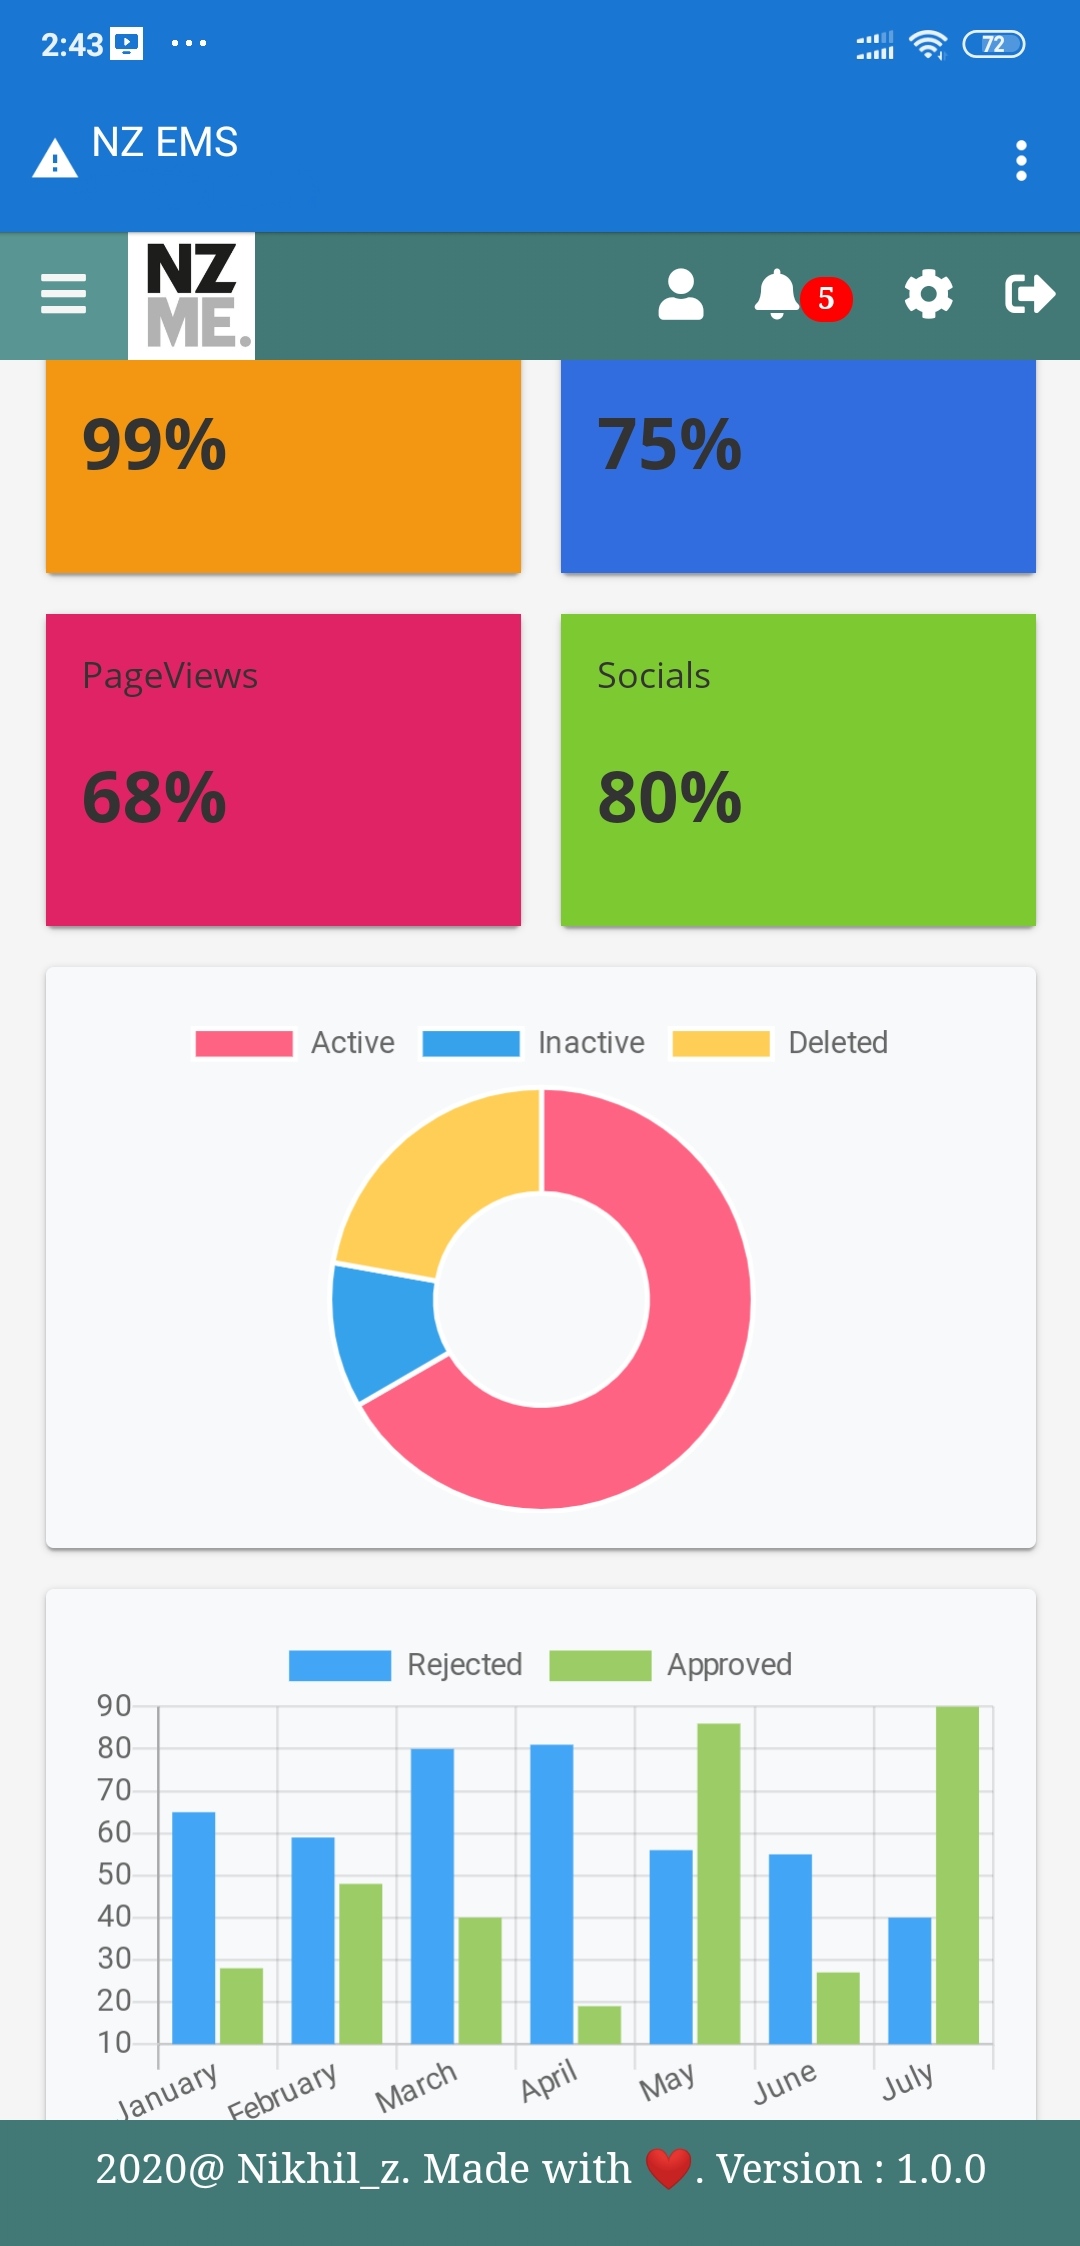 2:43 ... 72
NZ EMS
NZ
ME.
5
99% 75%
PageViews Socials
68% 80%
Active Inactive Deleted
Rejected Approved
90
80
70
60
50
40
30
20
10
January February March April May June July
2020@ Nikhil_z. Made with ❤️. Version : 1.0.0